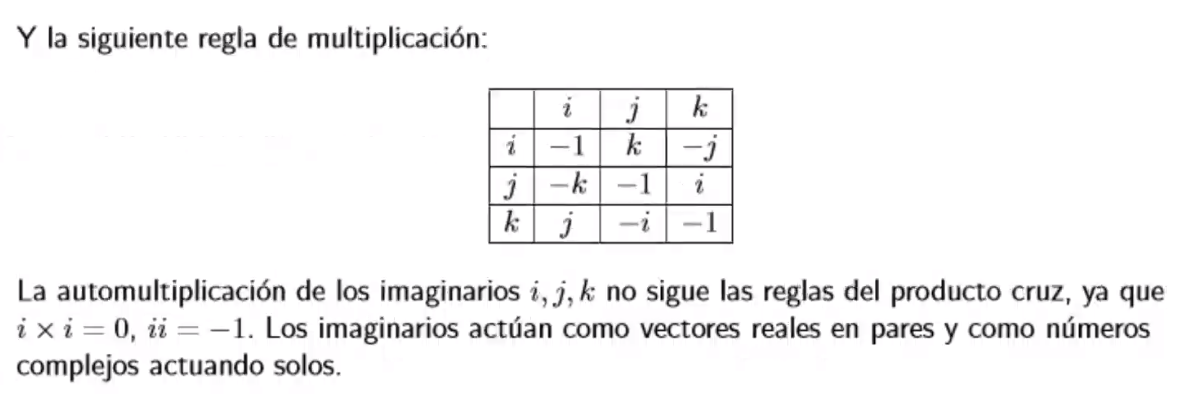 Y la siguiente regla de multiplicación:
i j k
i −1 k −j
j −k −1 i
k j −i −1
La automultiplicación de los imaginarios i, j, k no sigue las reglas del producto cruz, ya que
i × i = 0, ii = −1. Los imaginarios actúan como vectores reales en pares y como números
complejos actuando solos.